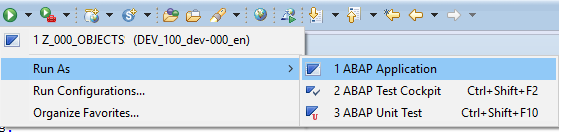 1 Z_000_OBJECTS (DEV_100_dev-000_en)
Run As
Run Configurations...
Organize Favorites...
1 ABAP Application
2 ABAP Test Cockpit Ctrl+Shift+F2
3 ABAP Unit Test Ctrl+Shift+F10